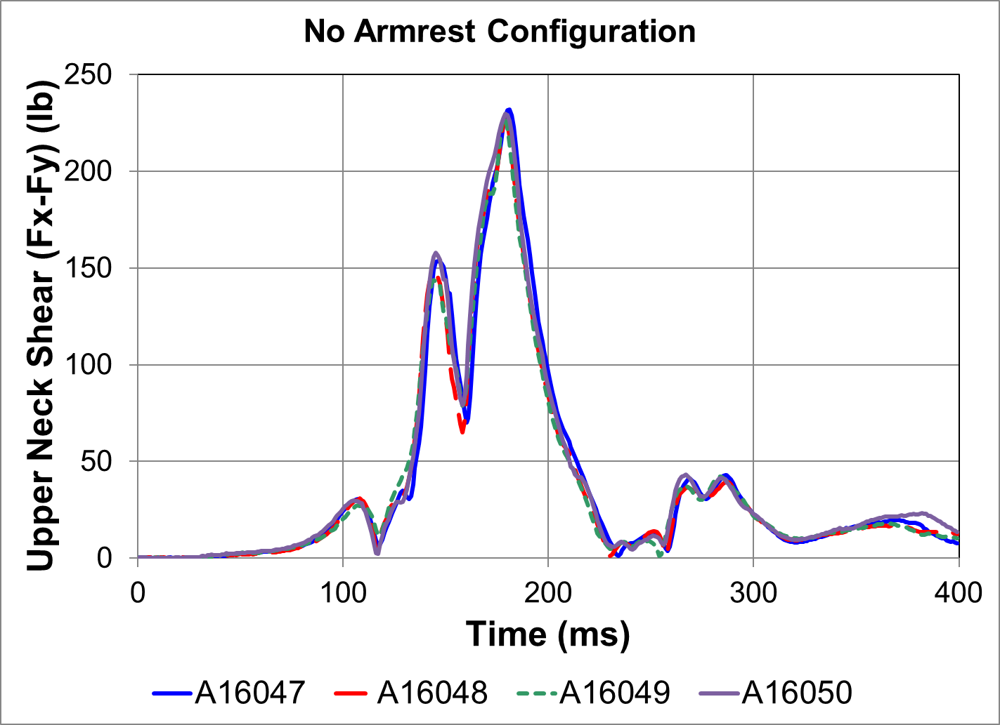 No Armrest Configuration
Upper Neck Shear (Fx-Fy) (lb)
250
200
150
100
50
0
0 100 200 300 400
Time (ms)
A16047 A16048 A16049 A16050